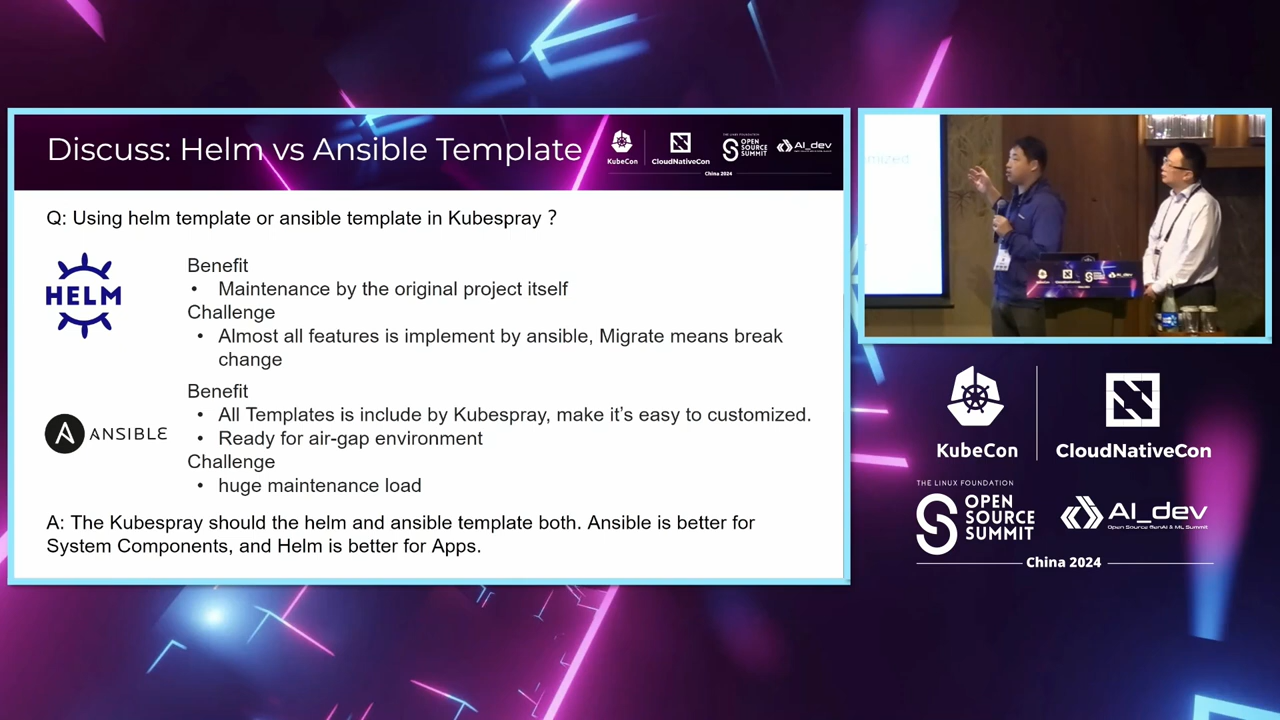 Discuss: Helm vs Ansible Template
KubeCon
CloudNativeCon
THE LINUX FOUNDATION
OPEN
SOURCE
SUMMIT
AI_dev
China 2024
Q: Using helm template or ansible template in Kubespray？
HELM
Benefit
• Maintenance by the original project itself
Challenge
• Almost all features is implement by ansible, Migrate means break
change
ANSIBLE
Benefit
• All Templates is include by Kubespray, make it’s easy to customized.
• Ready for air-gap environment
Challenge
• huge maintenance load
A: The Kubespray should the helm and ansible template both. Ansible is better for
System Components, and Helm is better for Apps.
KubeCon
CloudNativeCon
THE LINUX FOUNDATION
OPEN
SOURCE
SUMMIT
AI_dev
Open Source GenAI & ML Summit
China 2024